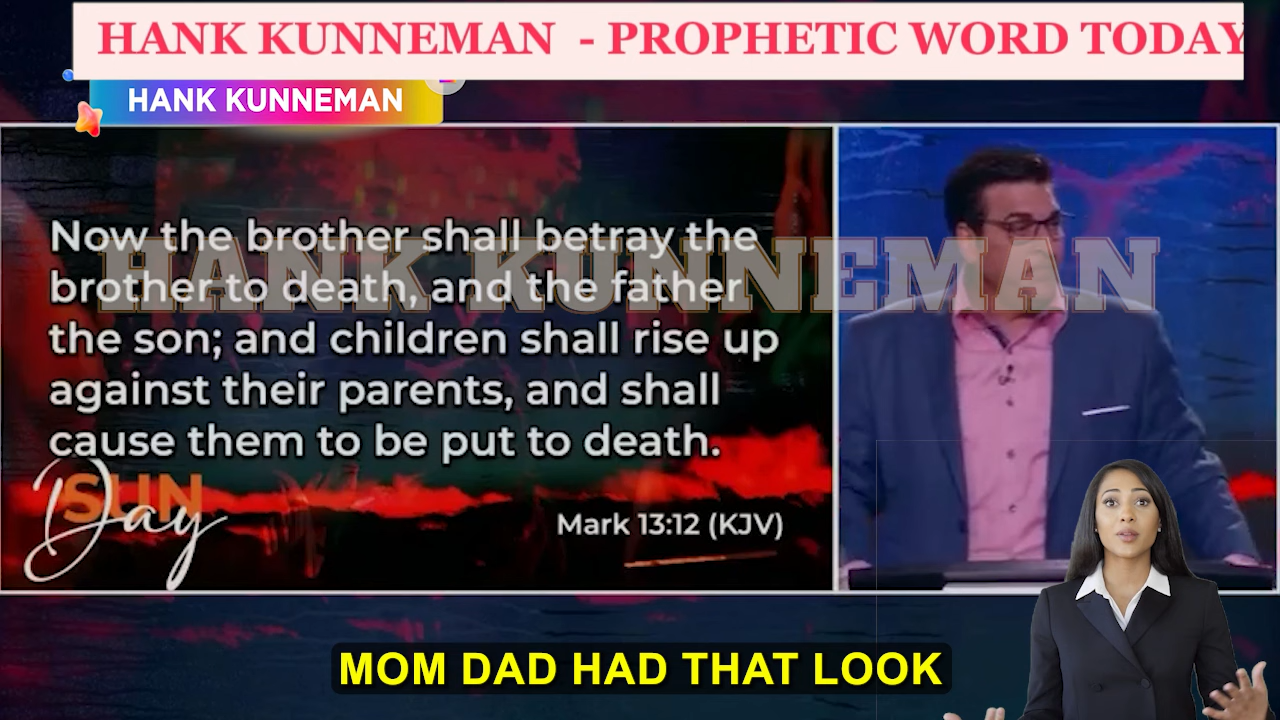 HANK KUNNEMAN - PROPHETIC WORD TODAY
HANK KUNNEMAN
Now the brother shall betray the
HANK KUNNEMAN
brother to death, and the father
the son; and children shall rise up
against their parents, and shall
cause them to be put to death.
SUN
Day
Mark 13:12 (KJV)
MOM DAD HAD THAT LOOK